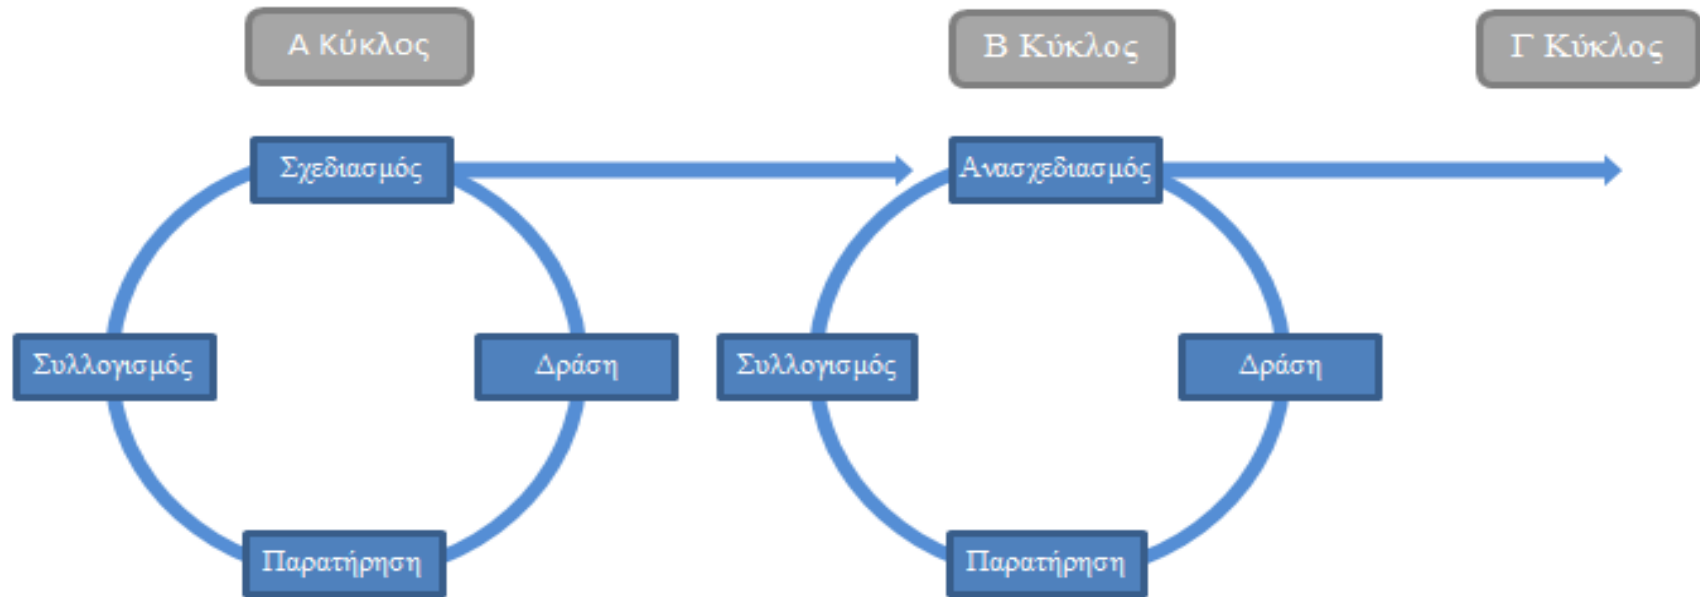 Α Κύκλος
Β Κύκλος
Γ Κύκλος
Σχεδιασμός
Ανασχεδιασμός
Συλλογισμός
Δράση
Συλλογισμός
Δράση
Παρατήρηση
Παρατήρηση